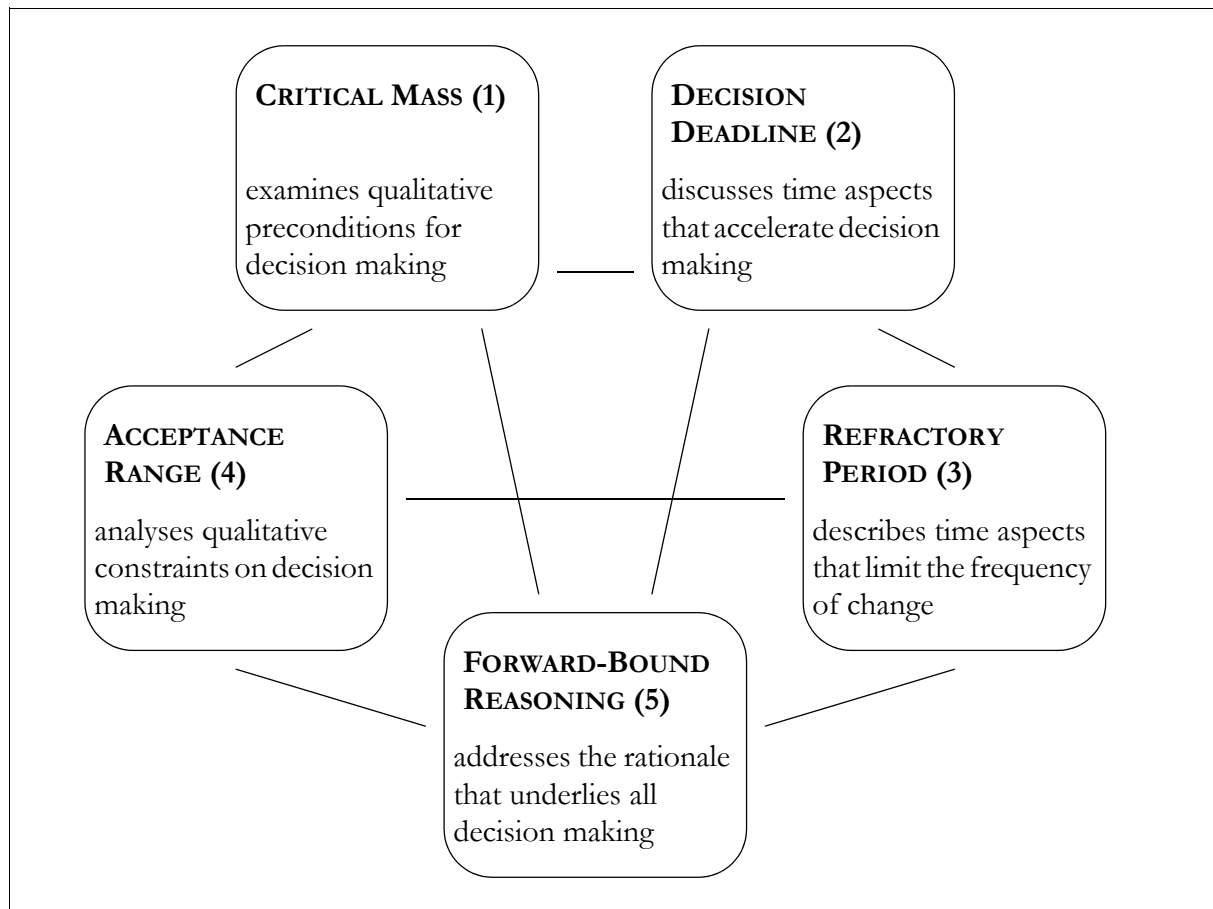 CRITICAL MASS (1)
examines qualitative
preconditions for
decision making
DECISION
DEADLINE (2)
discusses time aspects
that accelerate decision
making
ACCEPTANCE
RANGE (4)
analyses qualitative
constraints on decision
making
REFRACTORY
PERIOD (3)
describes time aspects
that limit the frequency
of change
FORWARD-BOUND
REASONING (5)
addresses the rationale
that underlies all
decision making